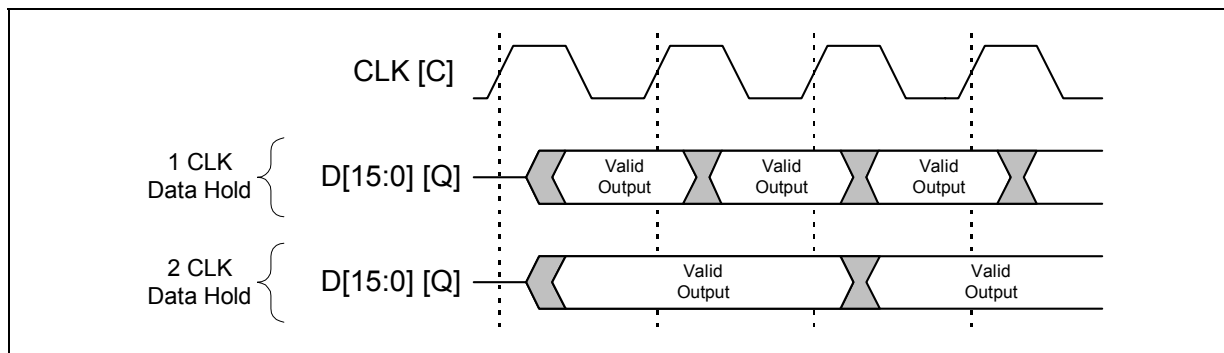 CLK [C]
1 CLK
Data Hold
D[15:0] [Q]
Valid
Output
Valid
Output
Valid
Output
2 CLK
Data Hold
D[15:0] [Q]
Valid
Output
Valid
Output